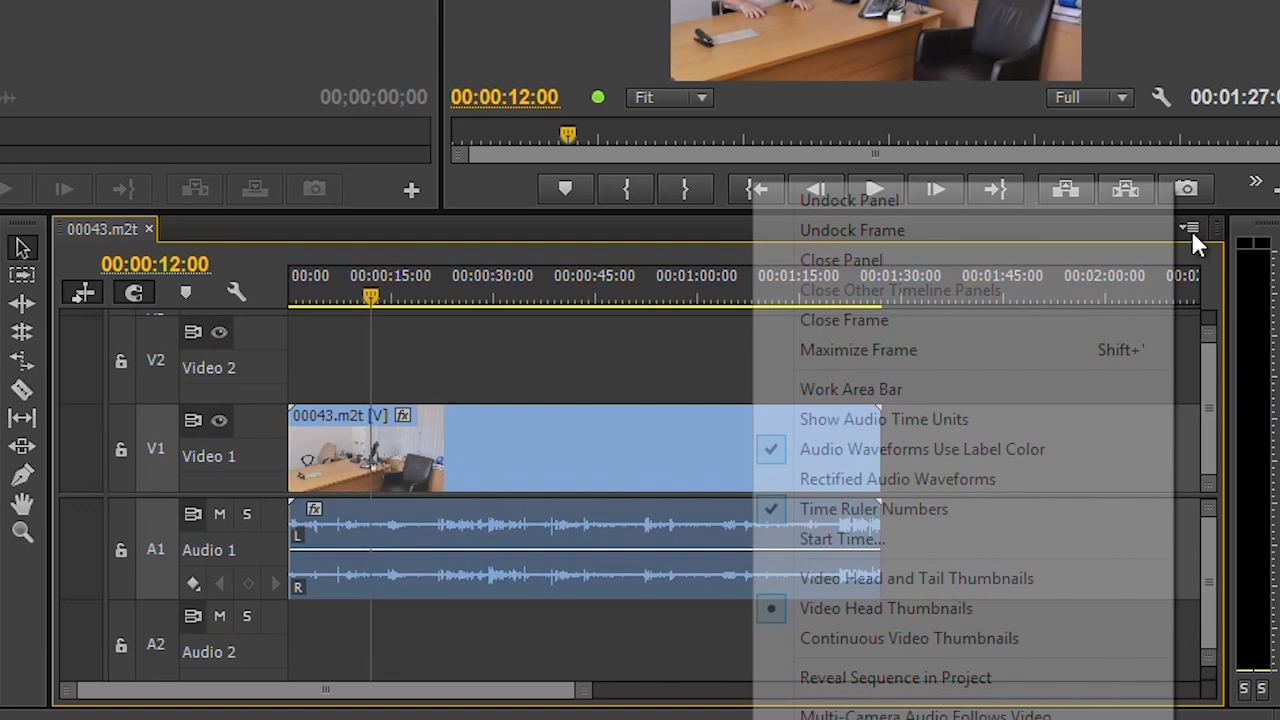 00;00;00;00
00:00:12:00
Fit
Full
00:01:27:0
00043.m2t ×
00:00:12:00
00:00 00:00:15:00 00:00:30:00 00:00:45:00 00:01:00:00 00:01:15:00 00:01:30:00 00:01:45:00 00:02:00:00 00:02:
V2
Video 2
00043.m2t [V] fx
V1
Video 1
M S
fx
L
A1
Audio 1
R
M S
A2
Audio 2
Undock Panel
Undock Frame
Close Panel
Close Other Timeline Panels
Close Frame
Maximize Frame Shift+'
Work Area Bar
Show Audio Time Units
Audio Waveforms Use Label Color
Rectified Audio Waveforms
Time Ruler Numbers
Start Time...
Video Head and Tail Thumbnails
Video Head Thumbnails
Continuous Video Thumbnails
Reveal Sequence in Project
Multi-Camera Audio Follows Video
S S